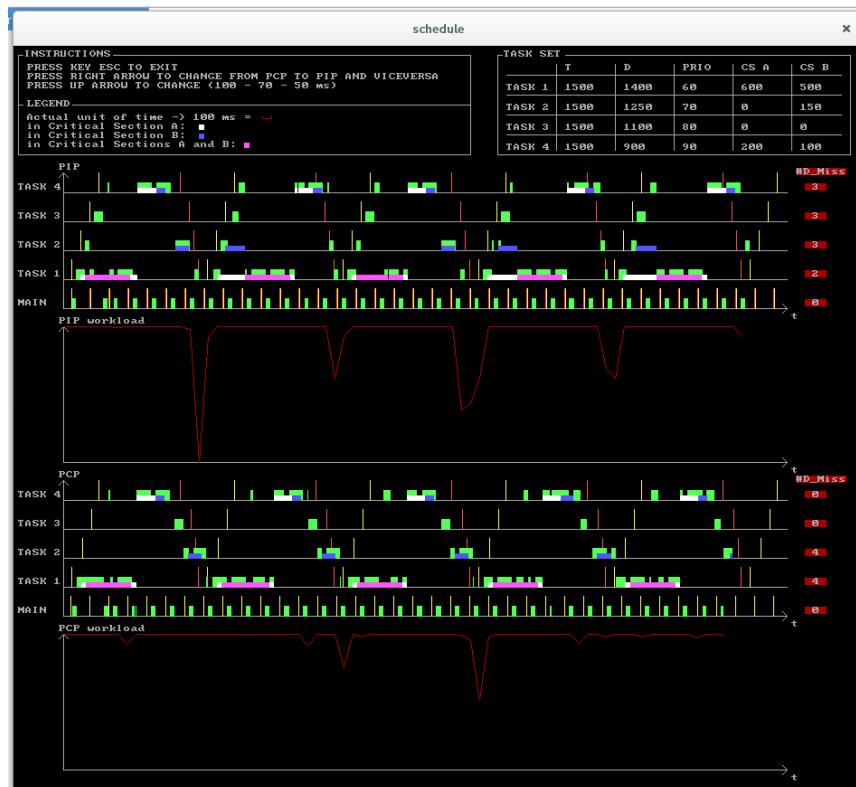 schedule
INSTRUCTIONS
PRESS KEY ESC TO EXIT
PRESS RIGHT ARROW TO CHANGE FROM PCP TO PIP AND VICEVERSA
PRESS UP ARROW TO CHANGE (100 - 70 - 50 ms)
LEGEND
Actual unit of time -> 100 ms =
in Critical Section A:
in Critical Section B:
in Critical Sections A and B:
TASK SET
T D PRIO CS A CS B
TASK 1 1500 1400 60 600 500
TASK 2 1500 1250 70 0 150
TASK 3 1500 1100 80 0 0
TASK 4 1500 900 90 200 100
PIP
#D_Miss
TASK 4 3
TASK 3 3
TASK 2 3
TASK 1 2
MAIN 0
t
PIP workload
t
PCP
#D_Miss
TASK 4 0
TASK 3 0
TASK 2 4
TASK 1 4
MAIN 0
t
PCP workload
t